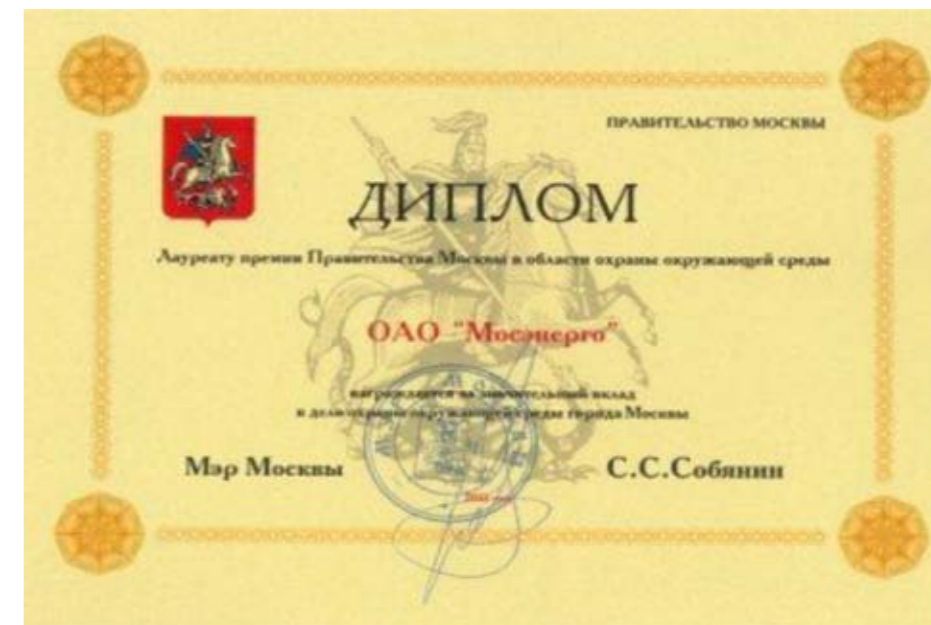 ПРАВИТЕЛЬСТВО МОСКВЫ
ДИПЛОМ
Лауреату премии Правительства Москвы в области охраны окружающей среды
ОАО "Мосэнерго"
награждается за значительный вклад
в дело охраны окружающей среды города Москвы
Мэр Москвы
С.С.Собянин